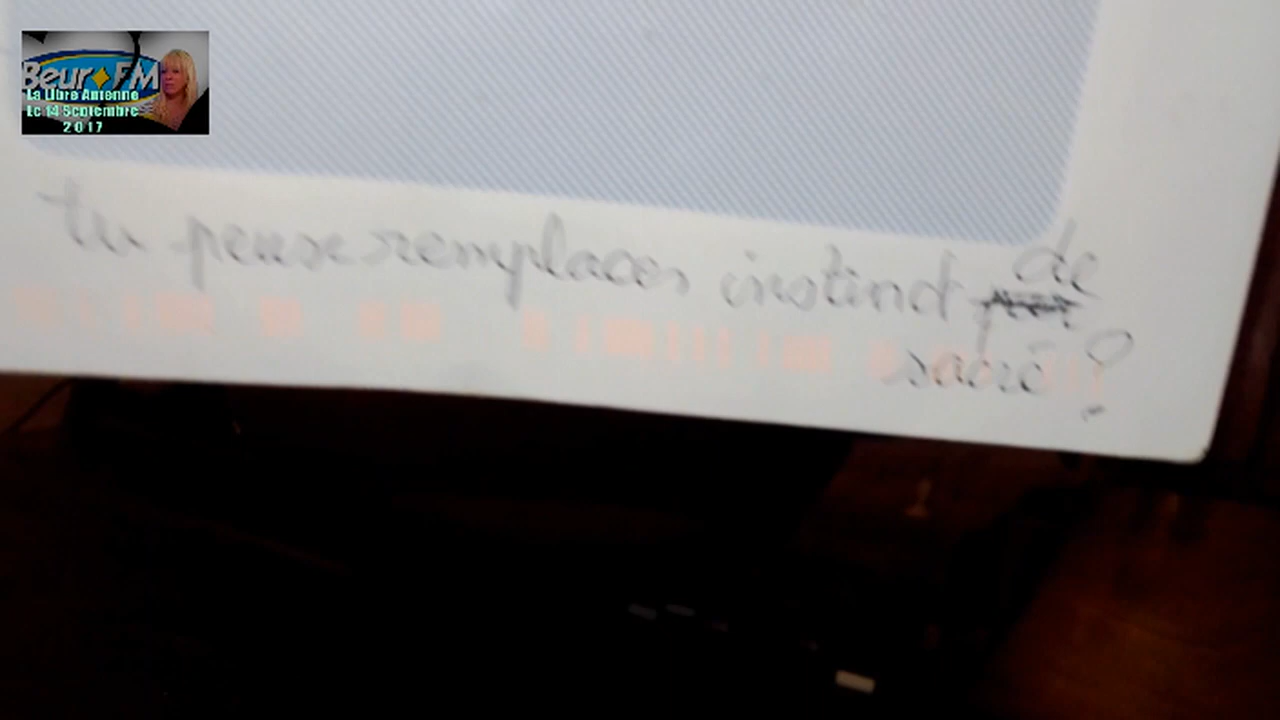 Beur FM
La Libre Antenne
Le 14 Septembre
2017
tu pense remplacer instinct de
sacré ?